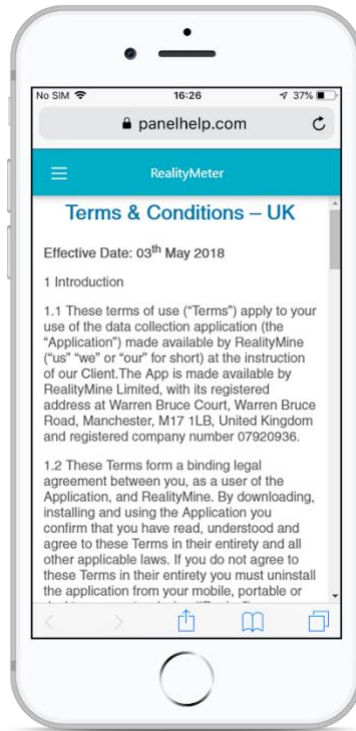 No SIM 16:26 37%
panelhelp.com
RealityMeter
Terms & Conditions – UK
Effective Date: 03th May 2018
1 Introduction
1.1 These terms of use ("Terms") apply to your
use of the data collection application (the
"Application") made available by RealityMine
("us" "we" or "our" for short) at the instruction
of our Client.The App is made available by
RealityMine Limited, with its registered
address at Warren Bruce Court, Warren Bruce
Road, Manchester, M17 1LB, United Kingdom
and registered company number 07920936.
1.2 These Terms form a binding legal
agreement between you, as a user of the
Application, and RealityMine. By downloading,
installing and using the Application you
confirm that you have read, understood and
agree to these Terms in their entirety and all
other applicable laws. If you do not agree to
these Terms in their entirety you must uninstall
the application from your mobile, portable or